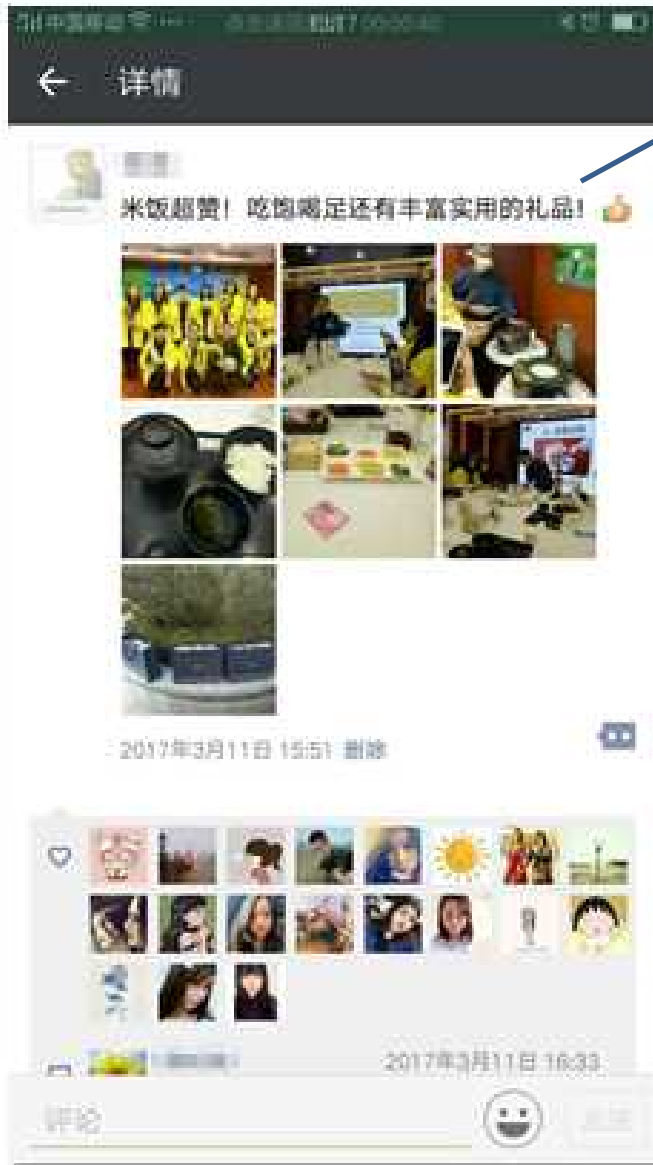 详情
米饭超赞！吃饱喝足还有丰富实用的礼品！
2017年3月11日 15:51 删除
2017年3月11日 16:33
评论